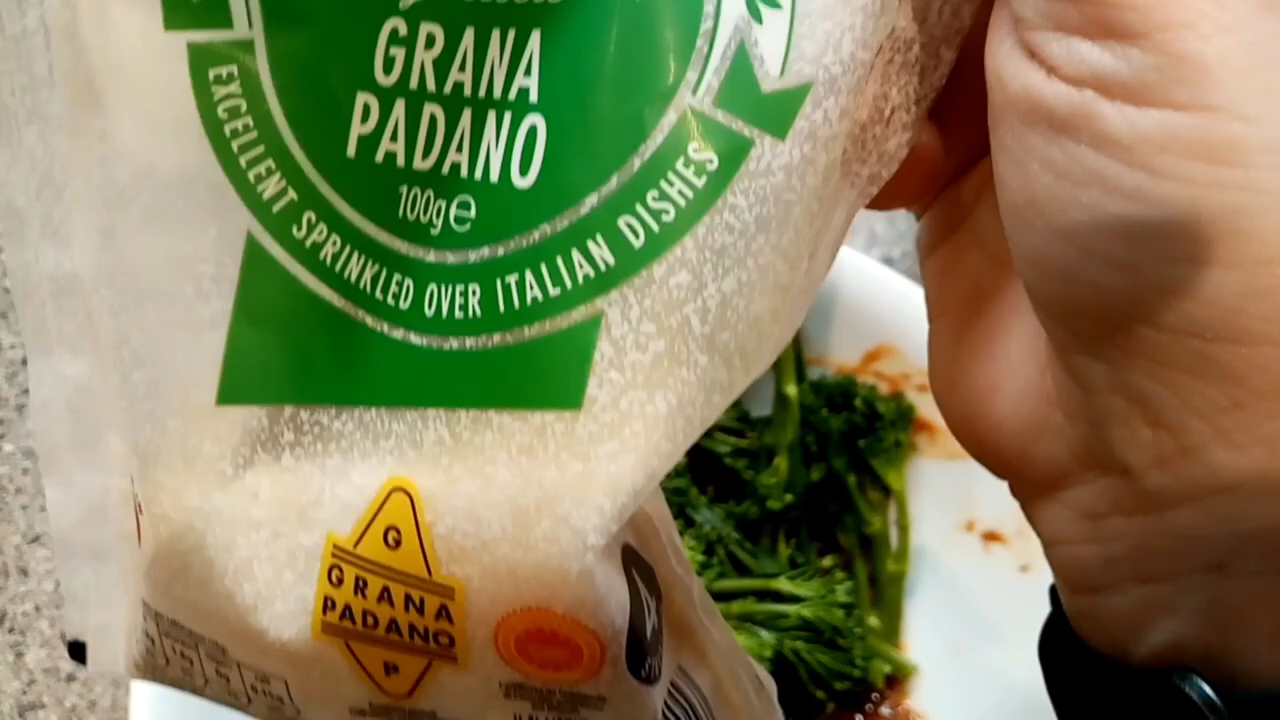 GRANA
PADANO
100g e
EXCELLENT SPRINKLED OVER ITALIAN DISHES
G
GRANA
PADANO
P